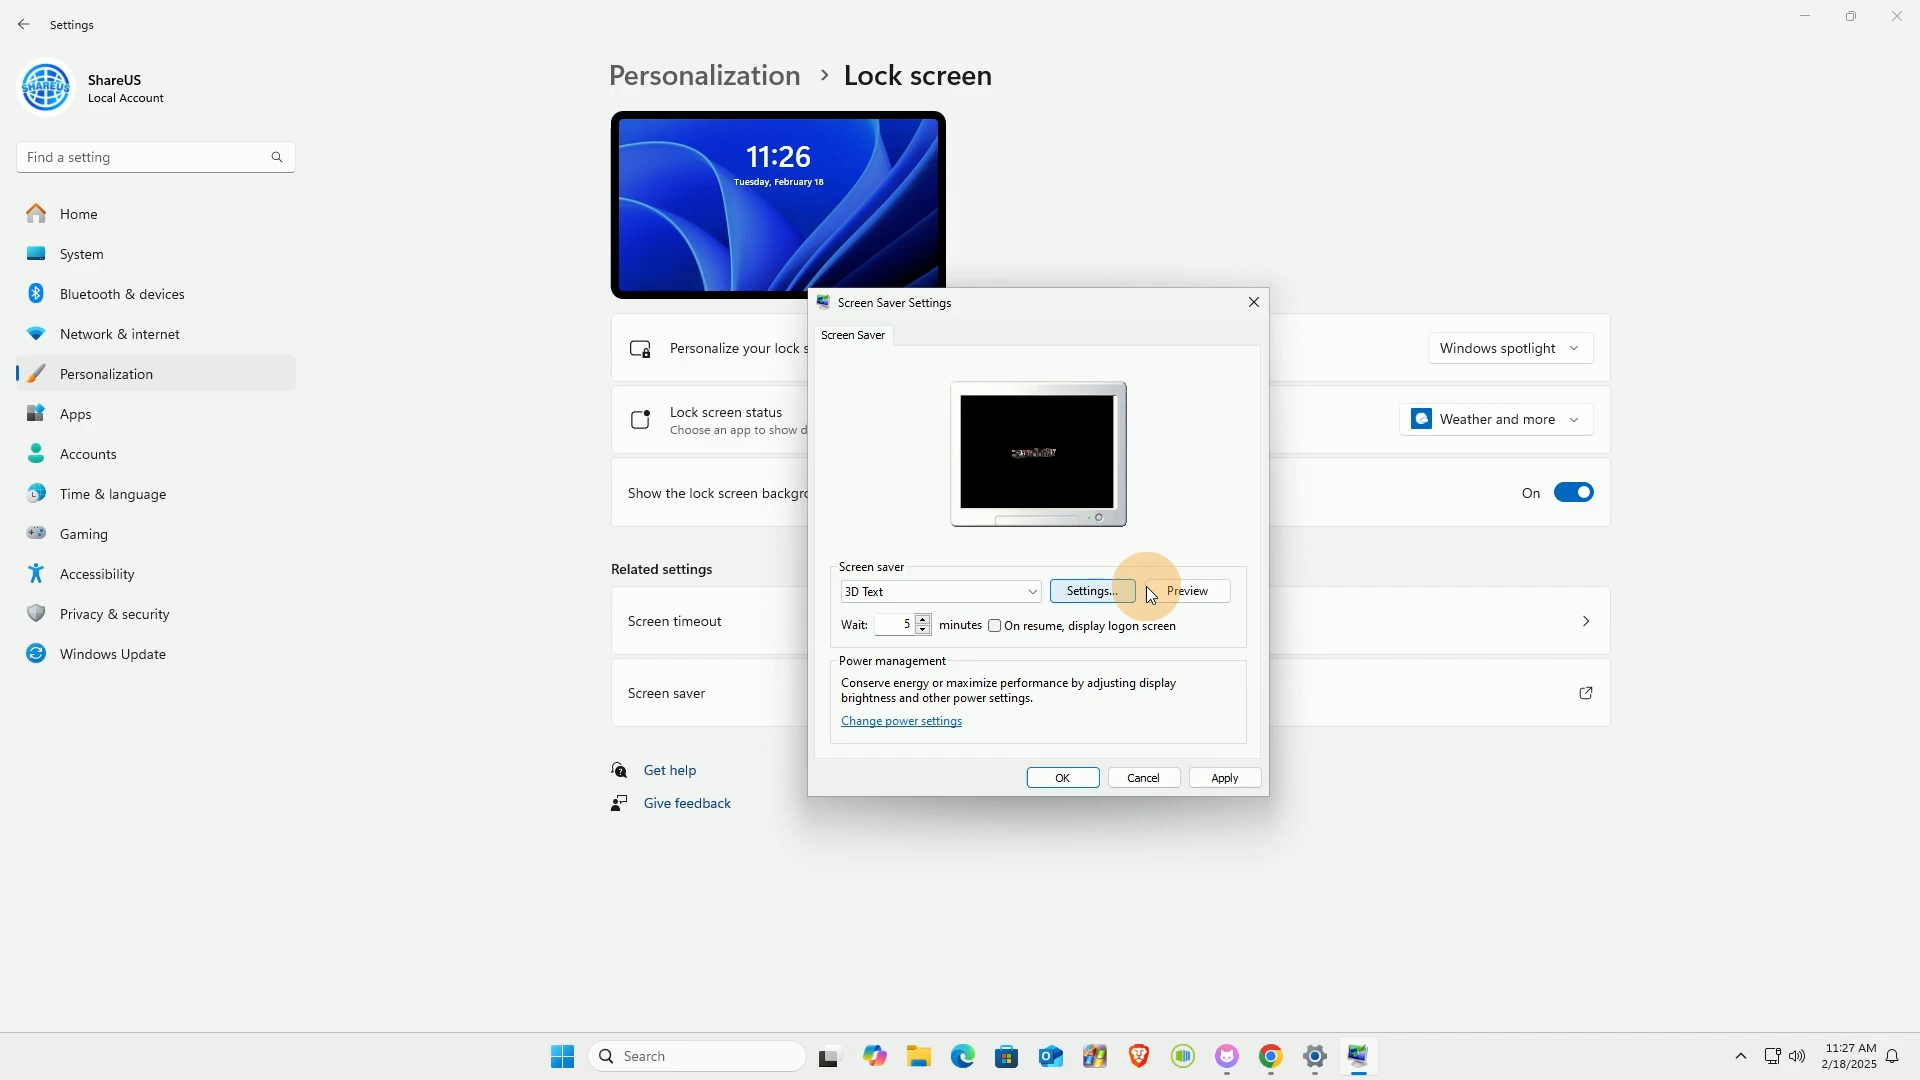 Settings
SHAREUS
ShareUS
Local Account
Find a setting
Home
System
Bluetooth & devices
Network & internet
Personalization
Apps
Accounts
Time & language
Gaming
Accessibility
Privacy & security
Windows Update
Personalization > Lock screen
11:26
Tuesday, February 18
Personalize your lock s
Windows spotlight
Lock screen status
Choose an app to show d
Weather and more
Show the lock screen backgro
On
Related settings
Screen timeout
Screen saver
Get help
Give feedback
Screen Saver Settings
Screen Saver
Screen saver
3D Text
Settings...
Preview
Wait: 5 minutes
On resume, display logon screen
Power management
Conserve energy or maximize performance by adjusting display
brightness and other power settings.
Change power settings
OK
Cancel
Apply
Search
11:27 AM
2/18/2025